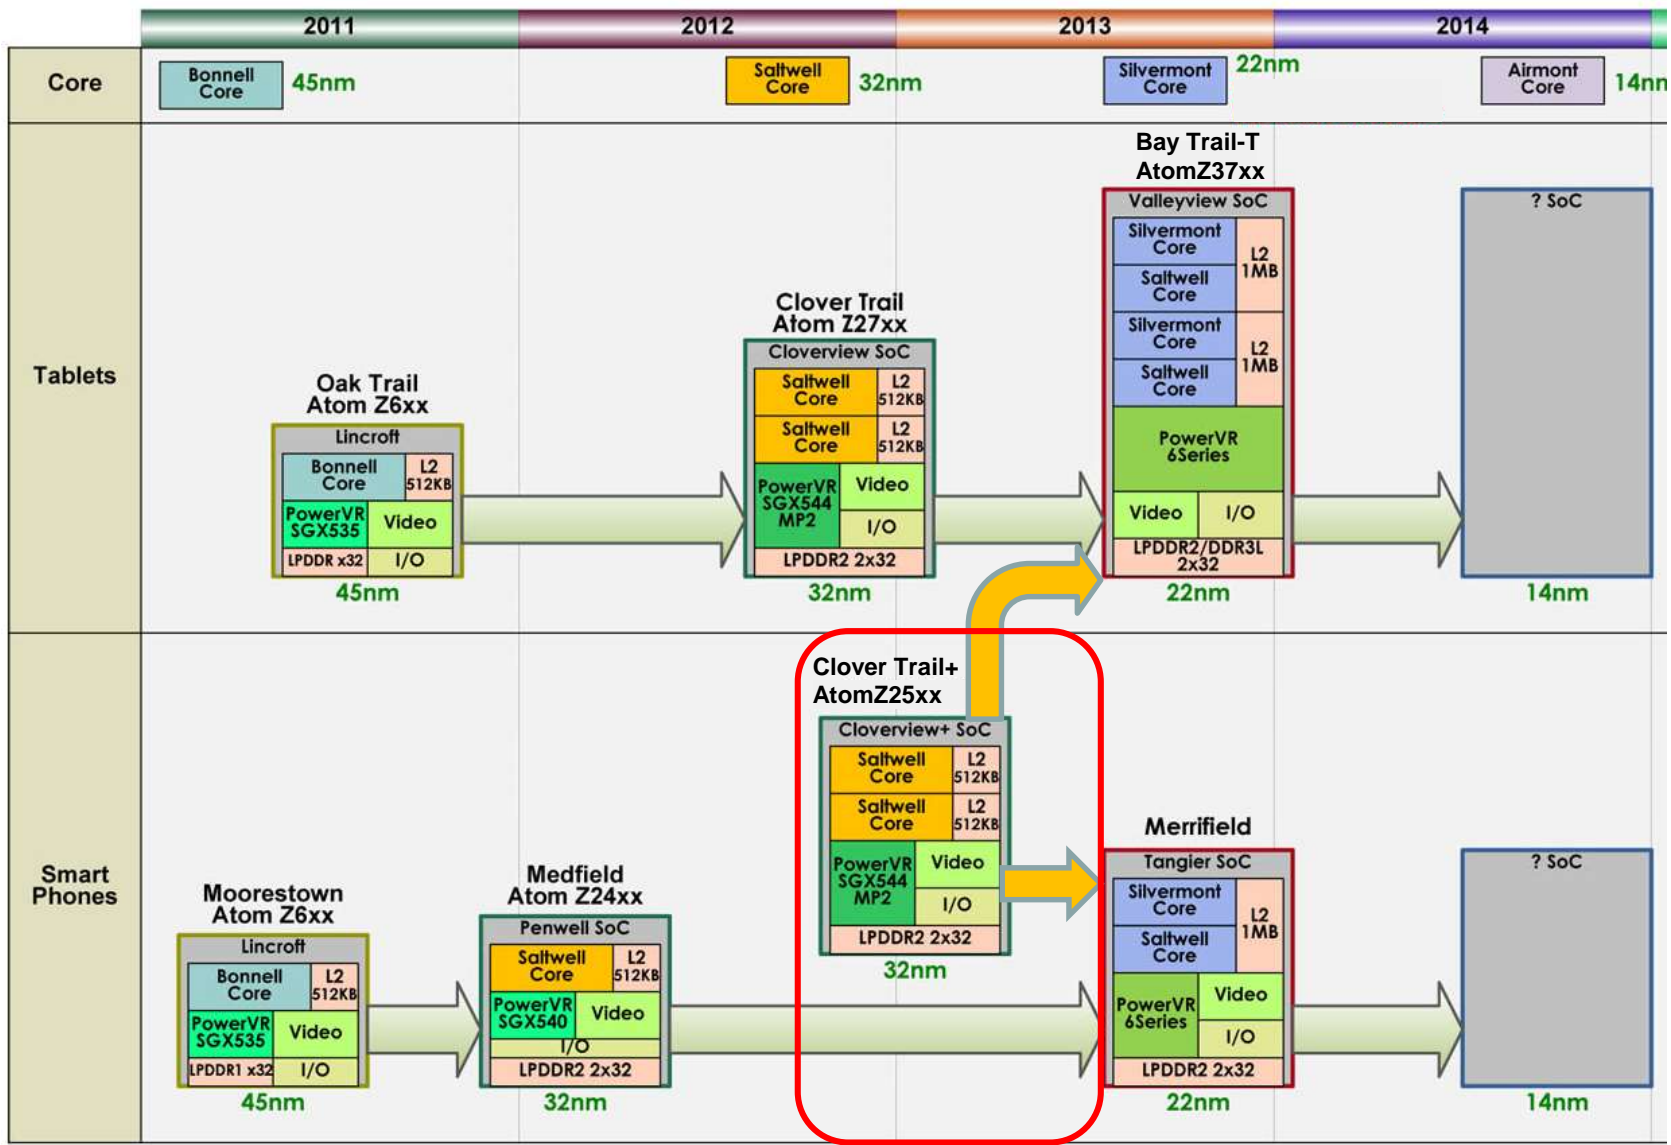 2011
2012
2013
2014
Core
Bonnell
Core
45nm
Saltwell
Core
32nm
Silvermont
Core
22nm
Airmont
Core
14nm
Tablets
Oak Trail
Atom Z6xx
Lincroft
Bonnell
Core
L2
512KB
PowerVR
SGX535
Video
LPDDR x32
I/O
45nm
Clover Trail
Atom Z27xx
Cloverview SoC
Saltwell
Core
L2
512KB
Saltwell
Core
L2
512KB
PowerVR
SGX544
MP2
Video
I/O
LPDDR2 2x32
32nm
Bay Trail-T
AtomZ37xx
Valleyview SoC
Silvermont
Core
L2
1MB
Saltwell
Core
Silvermont
Core
L2
1MB
Saltwell
Core
PowerVR
6Series
Video
I/O
LPDDR2/DDR3L
2x32
22nm
? SoC
14nm
Smart
Phones
Moorestown
Atom Z6xx
Lincroft
Bonnell
Core
L2
512KB
PowerVR
SGX535
Video
LPDDR1 x32
I/O
45nm
Medfield
Atom Z24xx
Penwell SoC
Saltwell
Core
L2
512KB
PowerVR
SGX540
Video
I/O
LPDDR2 2x32
32nm
Clover Trail+
AtomZ25xx
Cloverview+ SoC
Saltwell
Core
L2
512KB
Saltwell
Core
L2
512KB
PowerVR
SGX544
MP2
Video
I/O
LPDDR2 2x32
32nm
Merrifield
Tangier SoC
Silvermont
Core
L2
1MB
Saltwell
Core
PowerVR
6Series
Video
I/O
LPDDR2 2x32
22nm
? SoC
14nm